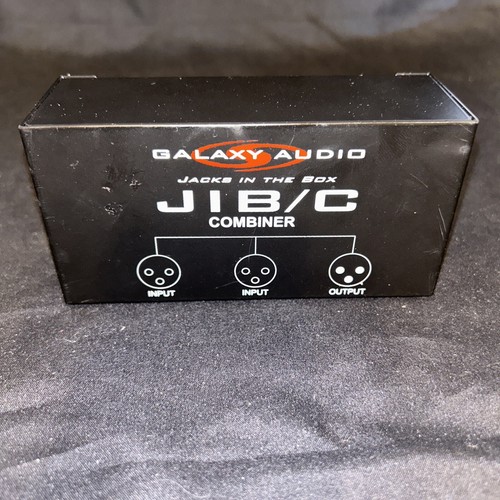 GALAXY AUDIO
JACKS IN THE BOX
JIB/C
COMBINER
INPUT INPUT OUTPUT